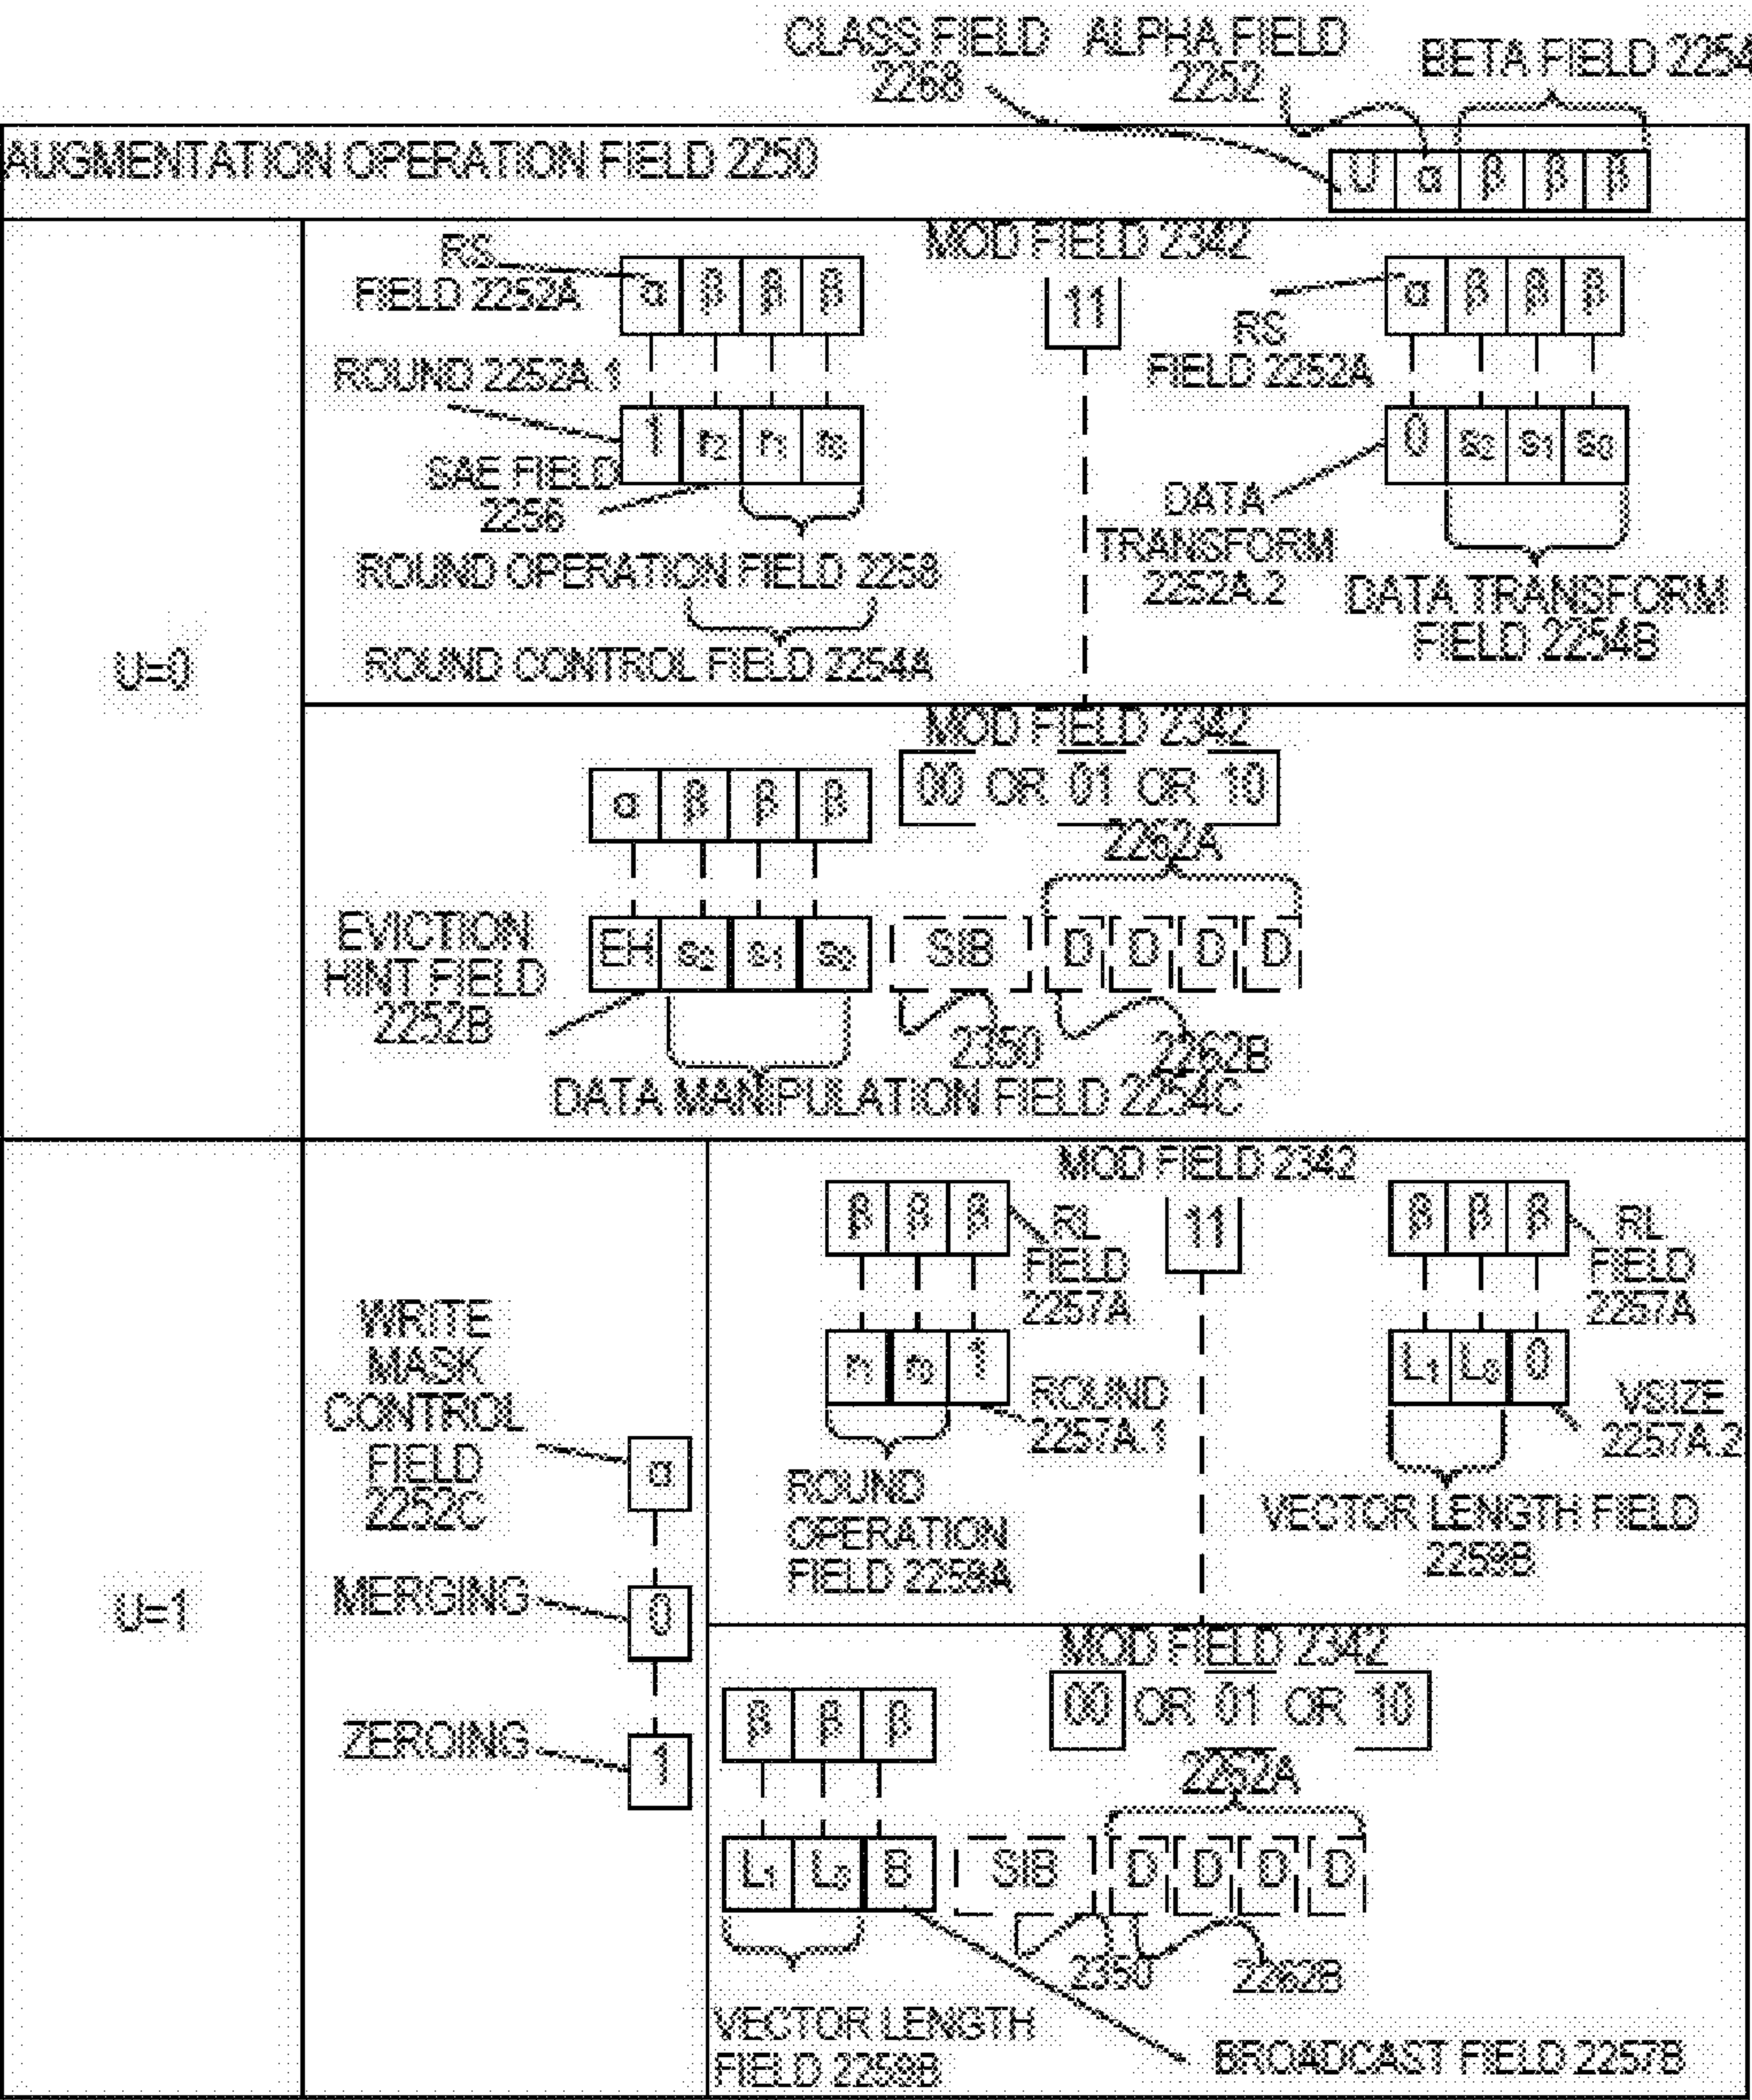 CLASS FIELD 2268
ALPHA FIELD 2252
BETA FIELD 2254
AUGMENTATION OPERATION FIELD 2250
U α β β β
U=0
MOD FIELD 2342
11
RS
FIELD 2252A
α β β β
ROUND 2252A.1
1 r2 r1 r0
SAE FIELD
2256
ROUND OPERATION FIELD 2258
ROUND CONTROL FIELD 2254A
α β β β
RS
FIELD 2252A
0 s2 s1 s0
DATA
TRANSFORM
2252A.2
DATA TRANSFORM
FIELD 2254B
MOD FIELD 2342
00 OR 01 OR 10
α β β β
2262A
EVICTION
HINT FIELD
2252B
EH s2 s1 s0 SIB D D D D
2350
2262B
DATA MANIPULATION FIELD 2254C
U=1
WRITE
MASK
CONTROL
FIELD
2252C
α
MERGING 0
ZEROING 1
MOD FIELD 2342
11
β β β
RL
FIELD
2257A
r1 r0 1
ROUND
2257A.1
ROUND
OPERATION
FIELD 2259A
β β β
RL
FIELD
2257A
L1 L0 0
VSIZE
2257A.2
VECTOR LENGTH FIELD
2259B
MOD FIELD 2342
00 OR 01 OR 10
β β β
2262A
L1 L0 B SIB D D D D
2350
2262B
VECTOR LENGTH
FIELD 2259B
BROADCAST FIELD 2257B